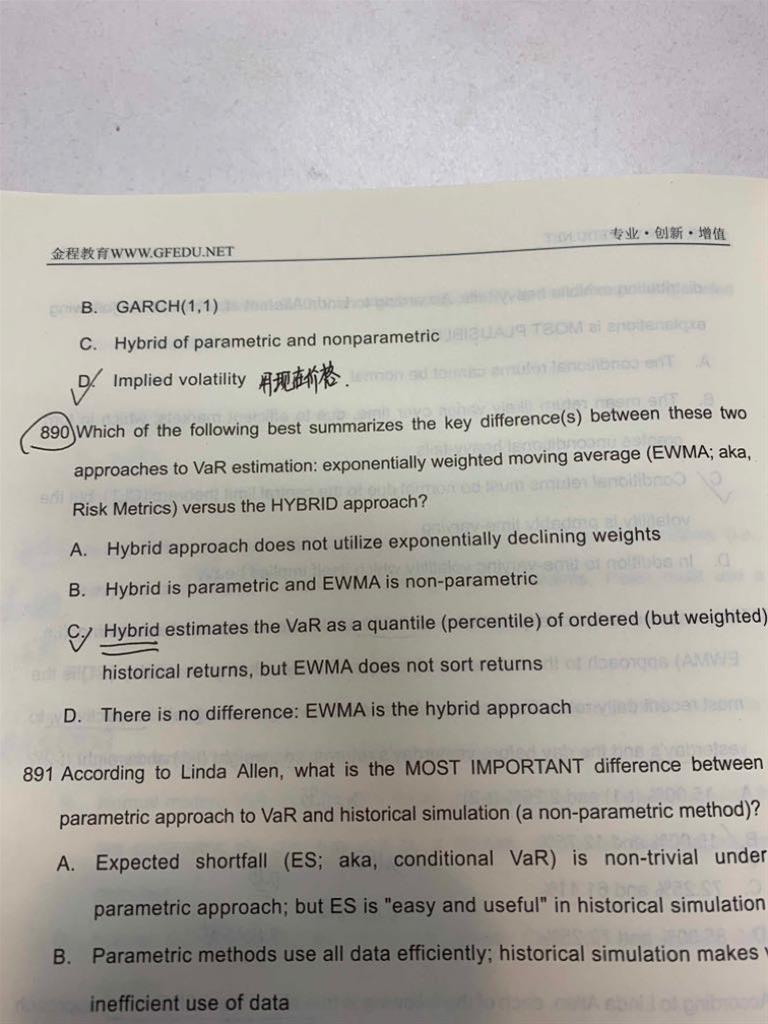 金程教育WWW.GFEDU.NET
专业・创新・增值
B. GARCH(1,1)
C. Hybrid of parametric and nonparametric
D. Implied volatility 用现在价格.
890 Which of the following best summarizes the key difference(s) between these two
approaches to VaR estimation: exponentially weighted moving average (EWMA; aka,
Risk Metrics) versus the HYBRID approach?
A. Hybrid approach does not utilize exponentially declining weights
B. Hybrid is parametric and EWMA is non-parametric
C. Hybrid estimates the VaR as a quantile (percentile) of ordered (but weighted)
historical returns, but EWMA does not sort returns
D. There is no difference: EWMA is the hybrid approach
891 According to Linda Allen, what is the MOST IMPORTANT difference between
parametric approach to VaR and historical simulation (a non-parametric method)?
A. Expected shortfall (ES; aka, conditional VaR) is non-trivial under
parametric approach; but ES is "easy and useful" in historical simulation
B. Parametric methods use all data efficiently; historical simulation makes
inefficient use of data